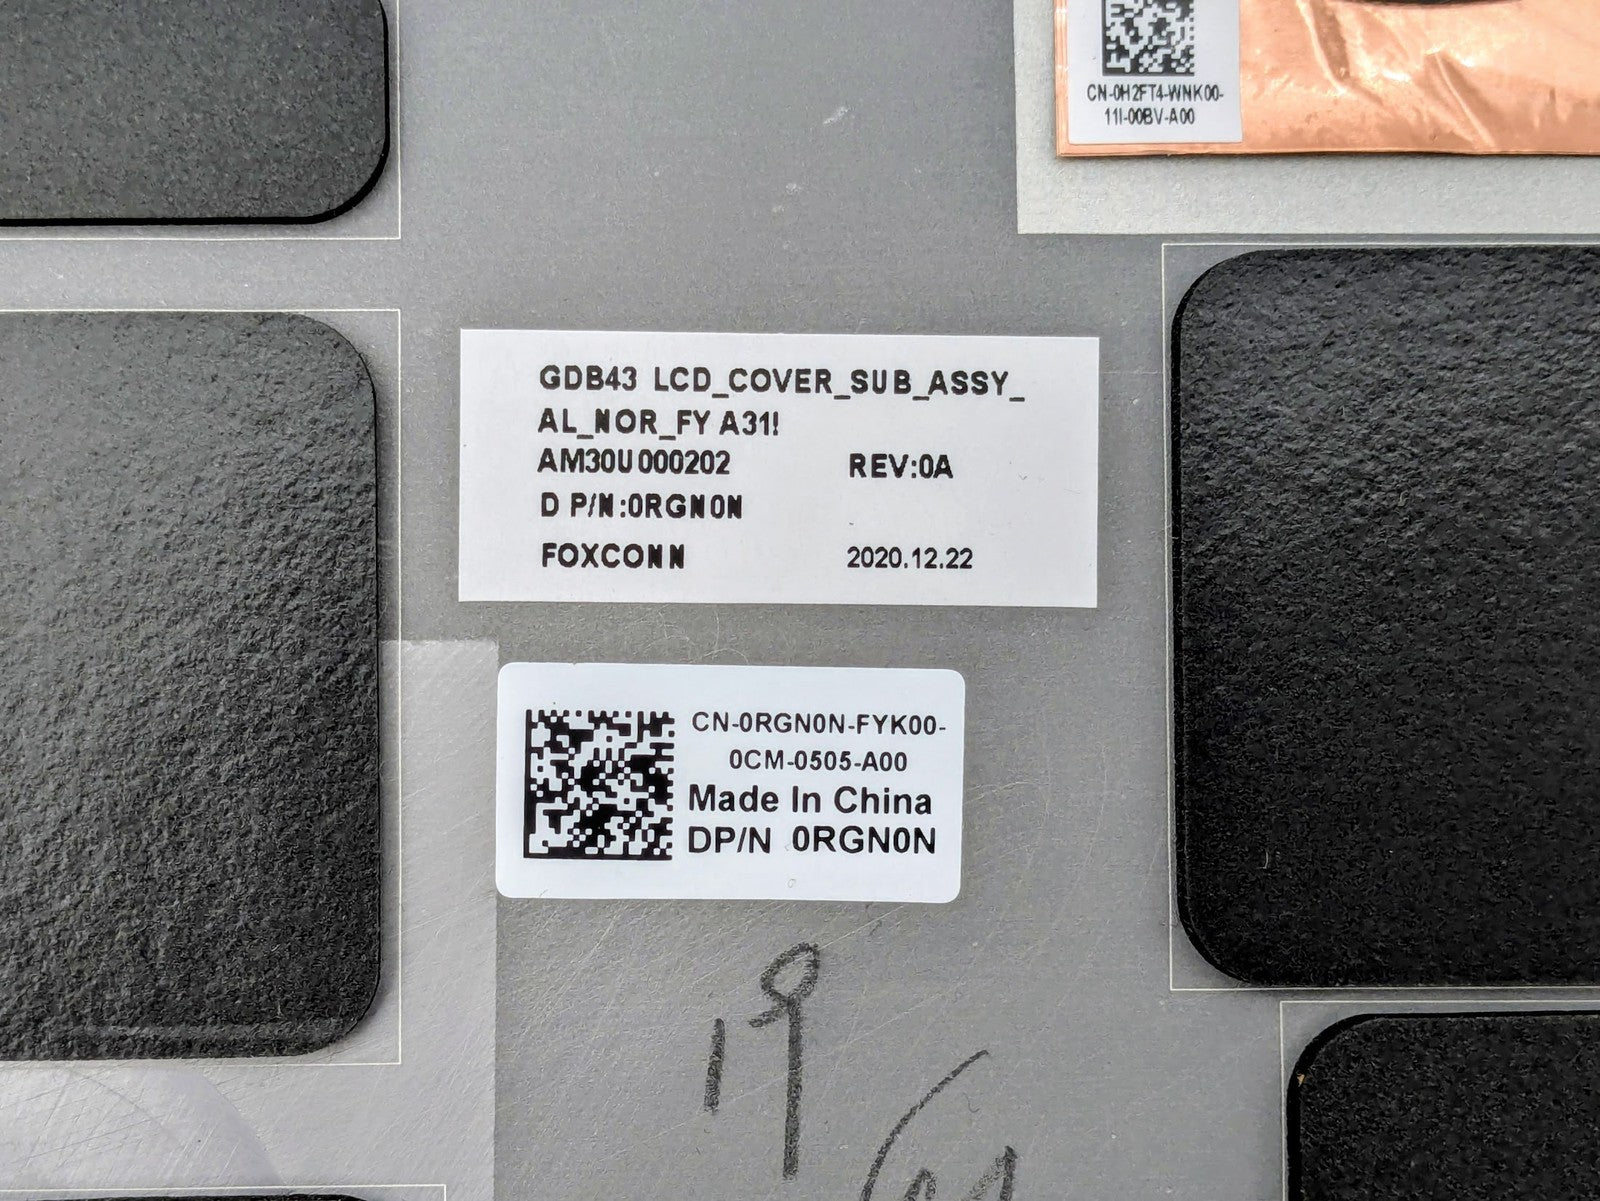 CN-0H2FT4-WNK00-
11I-00BV-A00
GDB43 LCD_COVER_SUB_ASSY_
AL_NOR_FY A31!
AM30U000202 REV:0A
D P/N:0RGN0N
FOXCONN 2020.12.22
CN-0RGN0N-FYK00-
0CM-0505-A00
Made In China
DP/N 0RGN0N
19